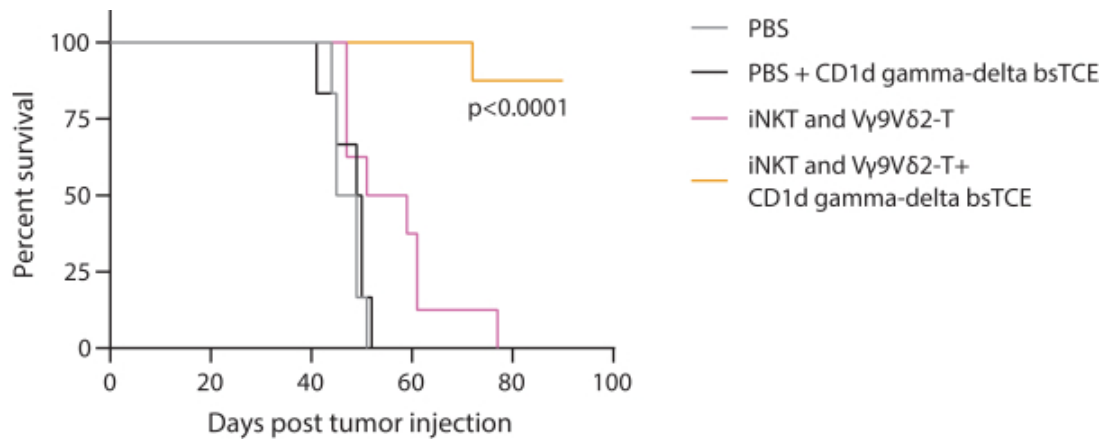 100
75
50
25
0
Percent survival
0 20 40 60 80 100
Days post tumor injection
p<0.0001
PBS
PBS + CD1d gamma-delta bsTCE
iNKT and Vγ9Vδ2-T
iNKT and Vγ9Vδ2-T+
CD1d gamma-delta bsTCE